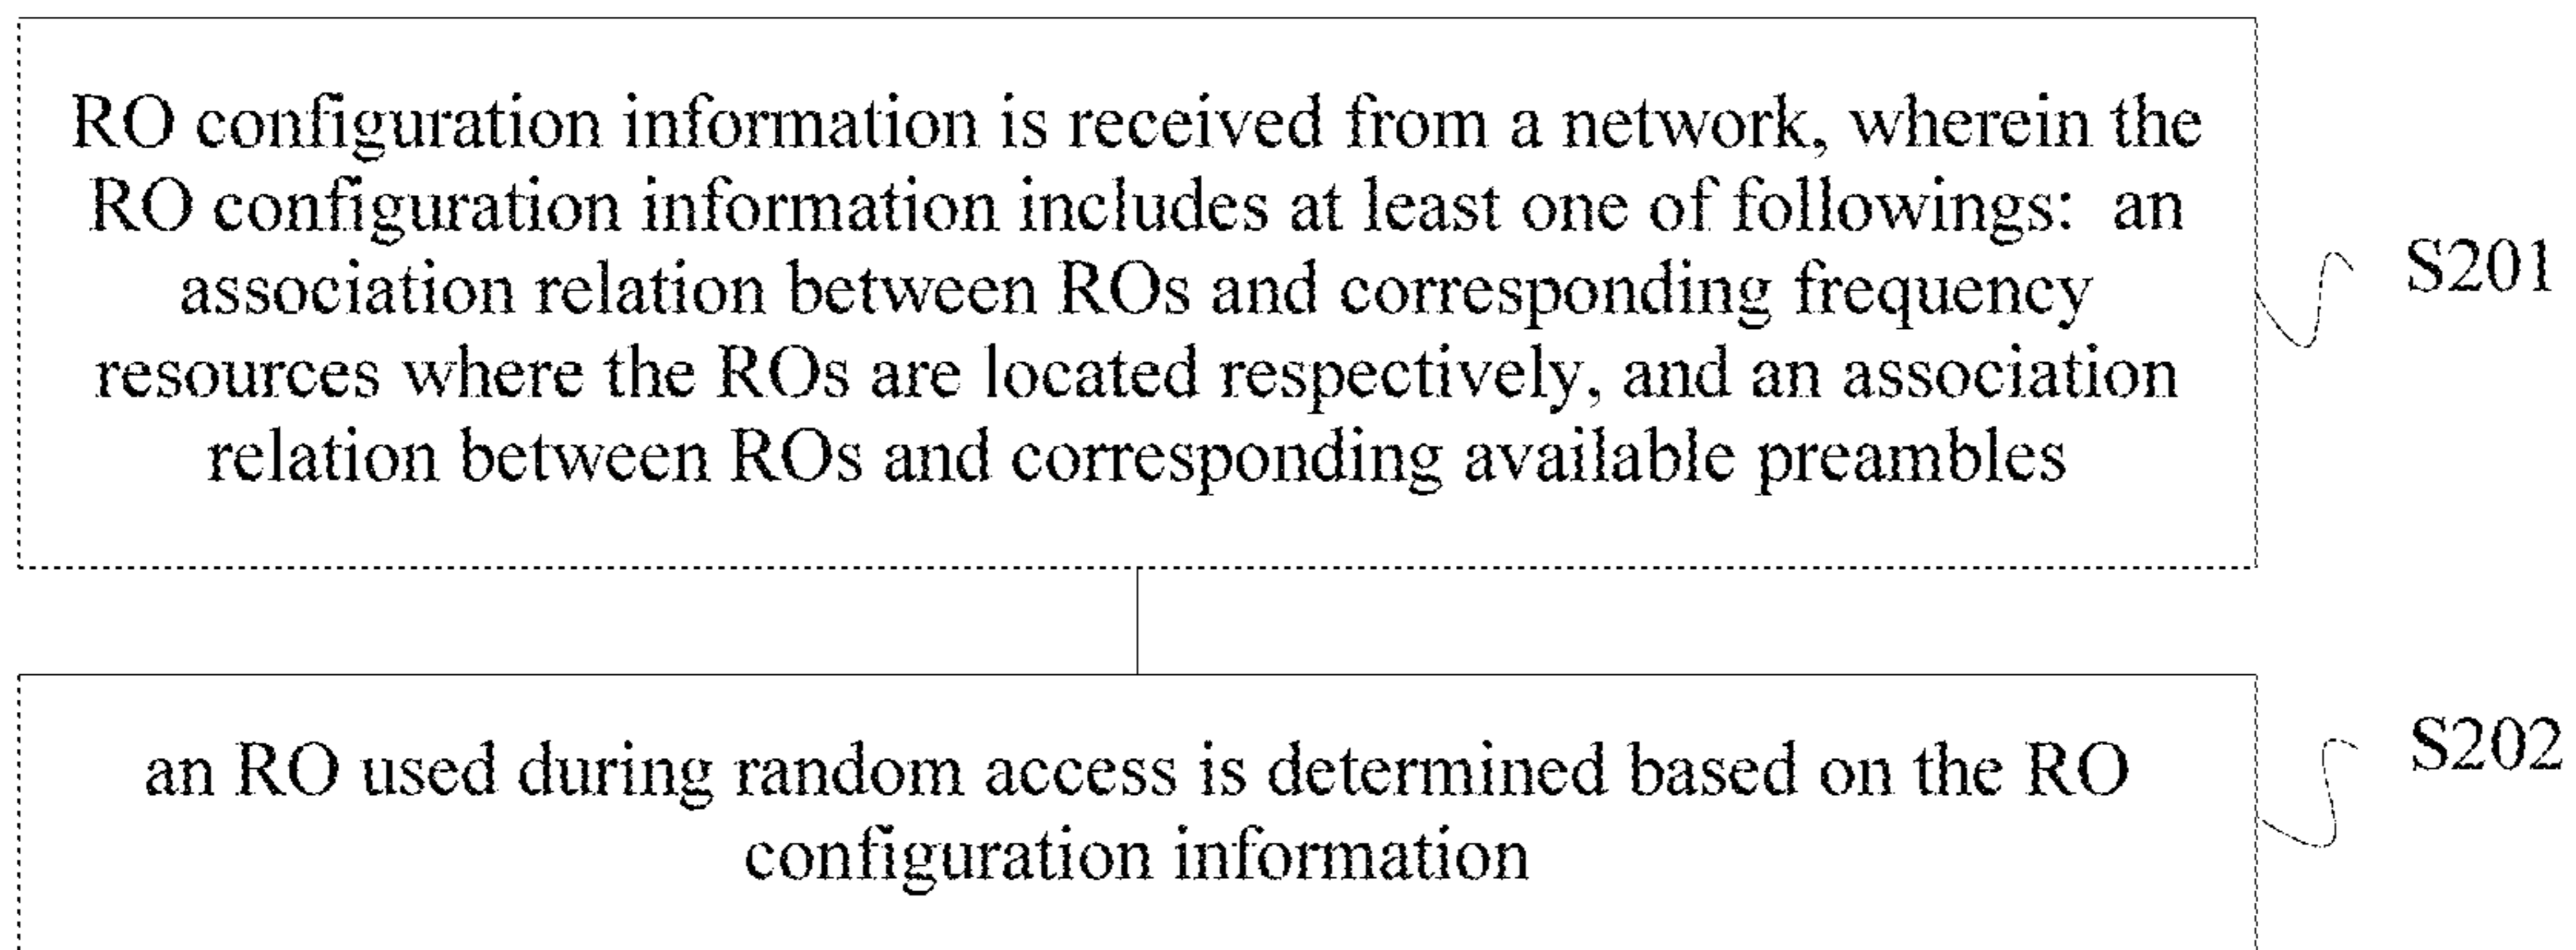 RO configuration information is received from a network, wherein the
RO configuration information includes at least one of followings: an
association relation between ROs and corresponding frequency
resources where the ROs are located respectively, and an association
relation between ROs and corresponding available preambles
S201
an RO used during random access is determined based on the RO
configuration information
S202